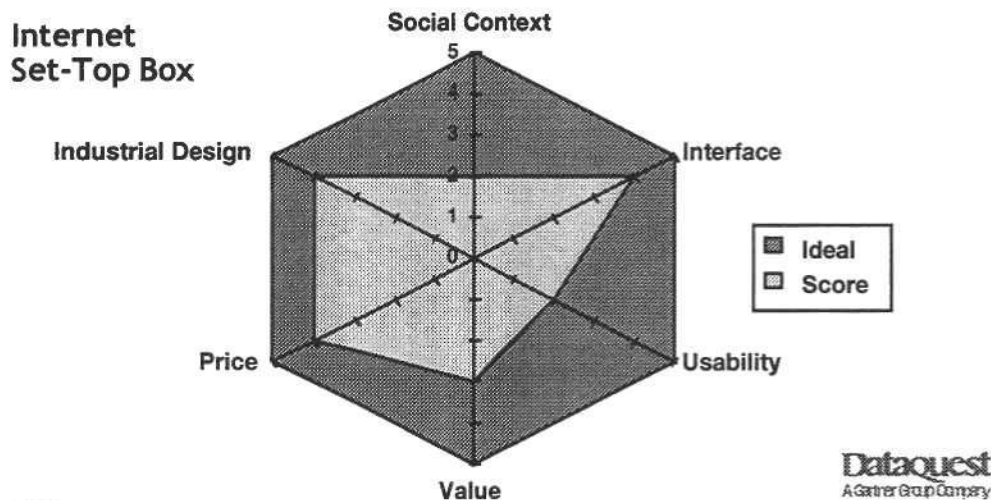 Internet
Set-Top Box
Social Context
5
4
3
2
1
0
Industrial Design
Interface
Price
Usability
Value
Ideal
Score
Dataquest
A Gartner Group Company